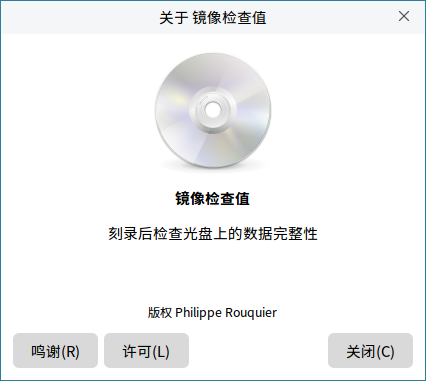 关于 镜像检查值
镜像检查值
刻录后检查光盘上的数据完整性
版权 Philippe Rouquier
鸣谢(R)
许可(L)
关闭(C)